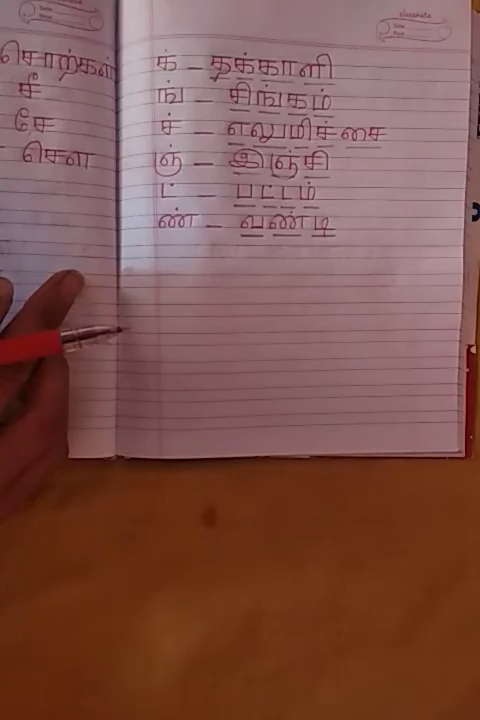 சொற்கள்
சீ
சே
சௌ
க் - தக்காளி
ங் - சிங்கம்
ச் - எலுமிச்சை
ஞ் - இஞ்சி
ட் - பட்டம்
ண் - வண்டி